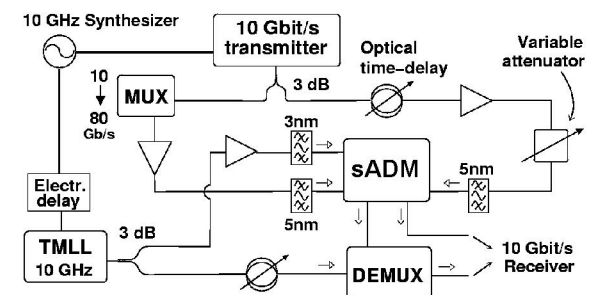 10 GHz Synthesizer
10 Gbit/s
transmitter
Optical
time-delay
Variable
attenuator
10
80
Gb/s
MUX
3 dB
3nm
sADM
5nm
5nm
Electr.
delay
TMLL
10 GHz
3 dB
DEMUX
10 Gbit/s
Receiver